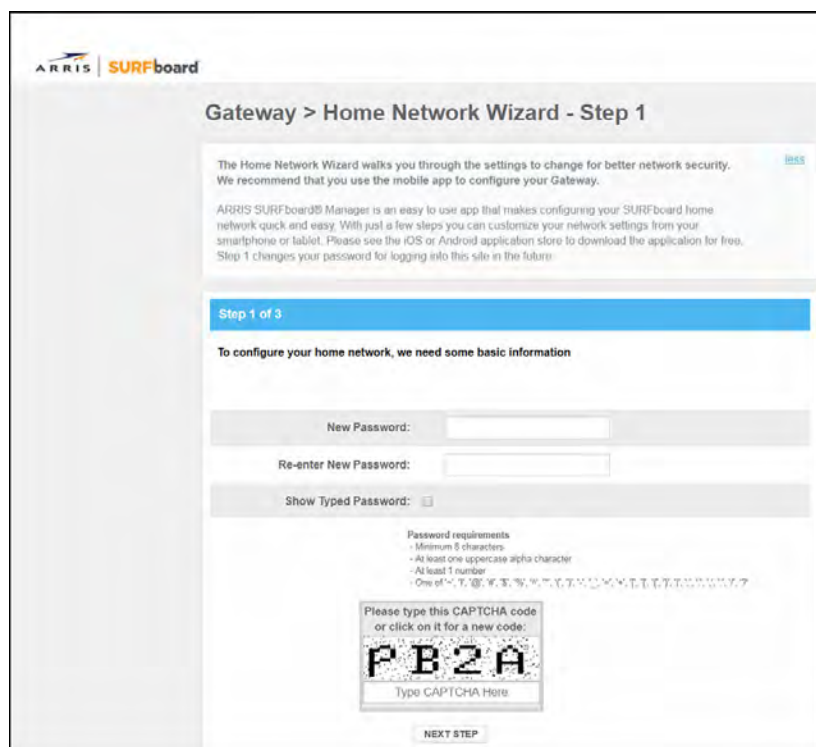 ARRIS SURFboard
Gateway > Home Network Wizard - Step 1
The Home Network Wizard walks you through the settings to change for better network security.
less
We recommend that you use the mobile app to configure your Gateway.
ARRIS SURFboard® Manager is an easy to use app that makes configuring your SURFboard home
network quick and easy. With just a few steps you can customize your network settings from your
smartphone or tablet. Please see the iOS or Android application store to download the application for free.
Step 1 changes your password for logging into this site in the future.
Step 1 of 3
To configure your home network, we need some basic information
New Password:
Re-enter New Password:
Show Typed Password:
Password requirements
- Minimum 8 characters
- At least one uppercase alpha character
- At least 1 number
- One of
Please type this CAPTCHA code
or click on it for a new code:
PB2A
Type CAPTCHA Here
NEXT STEP